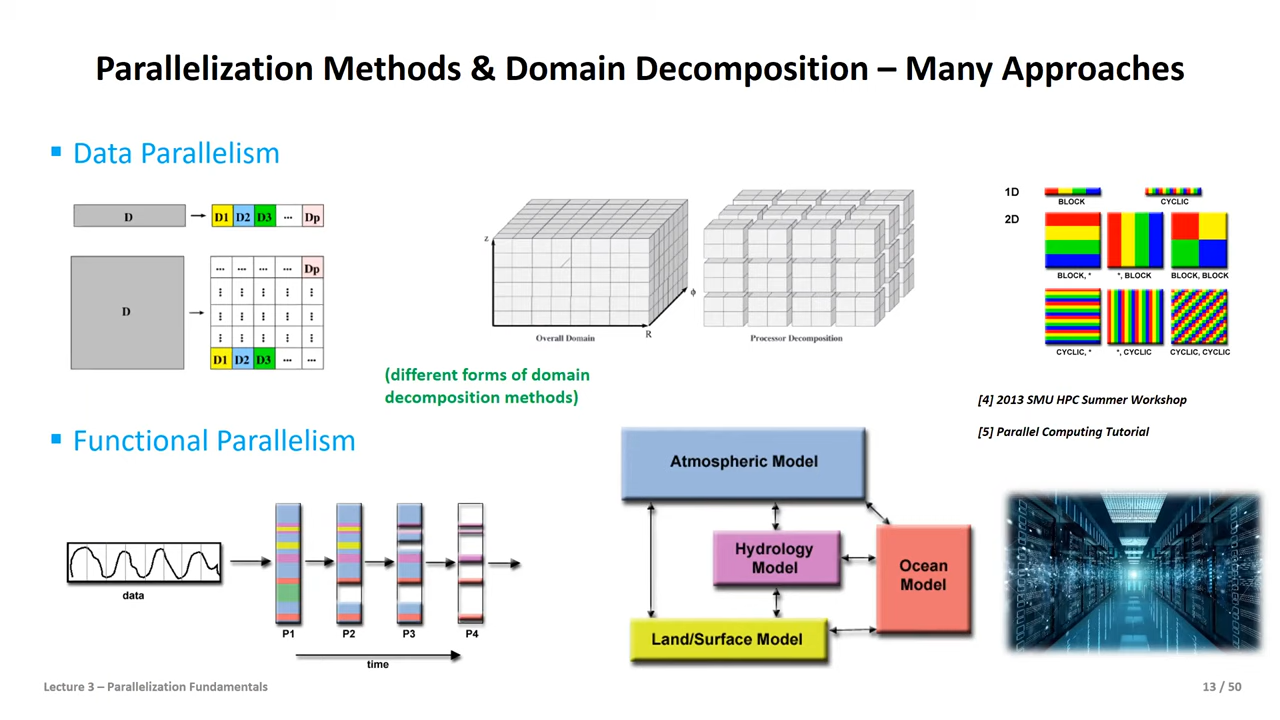 Parallelization Methods & Domain Decomposition – Many Approaches
▪ Data Parallelism
D
D1 D2 D3 ... Dp
D
... ... ... ... Dp
⋮ ⋮ ⋮ ⋮ ⋮
⋮ ⋮ ⋮ ⋮ ⋮
⋮ ⋮ ⋮ ⋮ ⋮
D1 D2 D3 ... ...
z
R
ϕ
Overall Domain
Processor Decomposition
(different forms of domain
decomposition methods)
1D
BLOCK
CYCLIC
2D
BLOCK, *
*, BLOCK
BLOCK, BLOCK
CYCLIC, *
*, CYCLIC
CYCLIC, CYCLIC
[4] 2013 SMU HPC Summer Workshop
[5] Parallel Computing Tutorial
▪ Functional Parallelism
data
P1
P2
P3
P4
time
Atmospheric Model
Hydrology
Model
Ocean
Model
Land/Surface Model
Lecture 3 – Parallelization Fundamentals
13 / 50